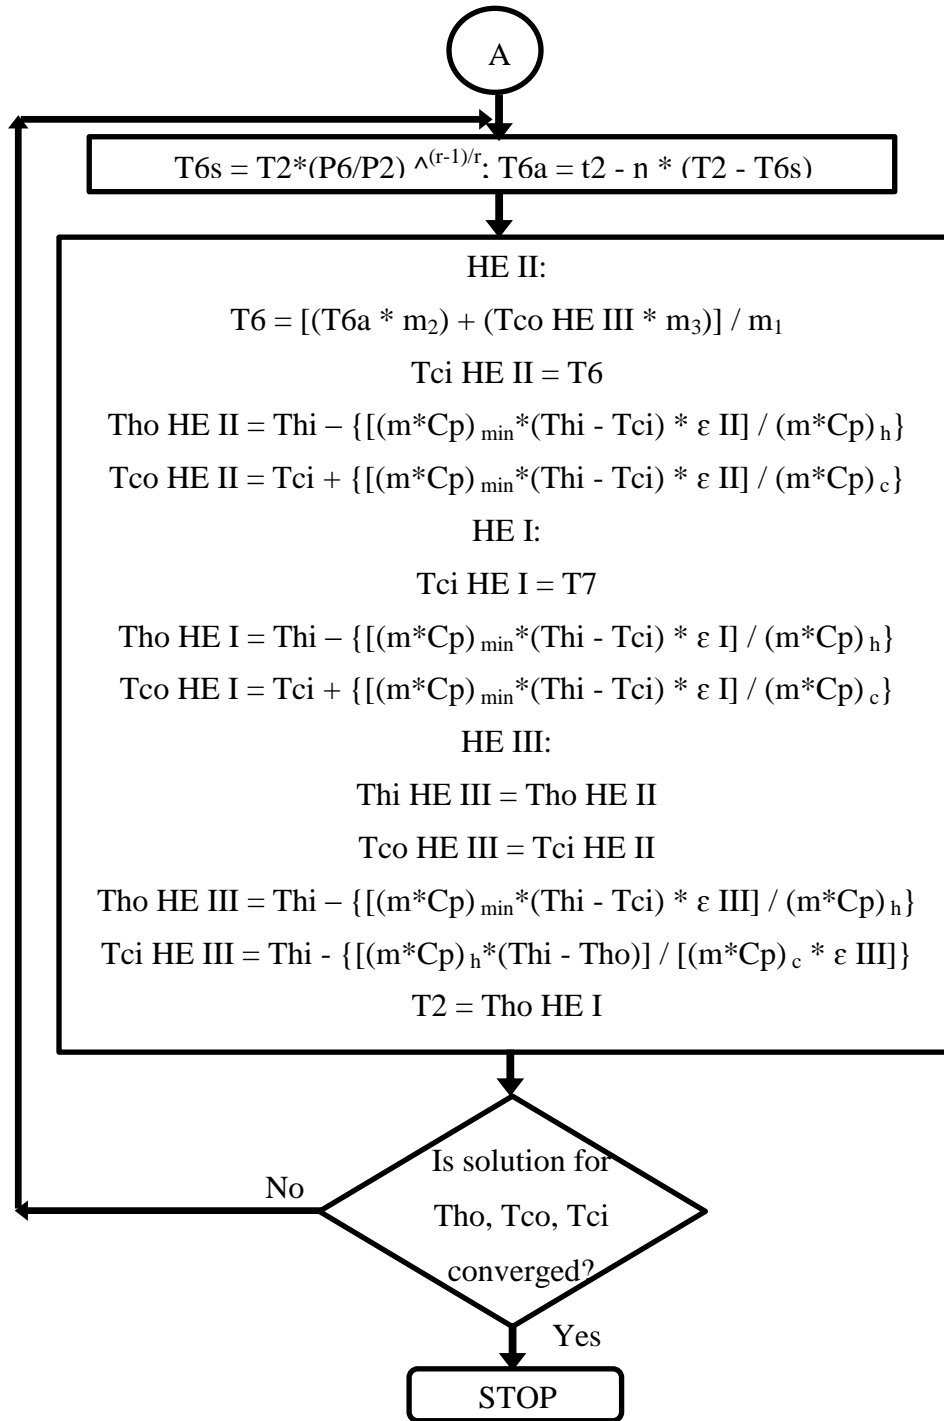 A
T6s = T2*(P6/P2) ^(r-1)/r; T6a = t2 - n * (T2 - T6s)
HE II:
T6 = [(T6a * m₂) + (Tco HE III * m₃)] / m₁
Tci HE II = T6
Tho HE II = Thi – {[(m*Cp) min*(Thi - Tci) * ε II] / (m*Cp) h}
Tco HE II = Tci + {[(m*Cp) min*(Thi - Tci) * ε II] / (m*Cp) c}
HE I:
Tci HE I = T7
Tho HE I = Thi – {[(m*Cp) min*(Thi - Tci) * ε I] / (m*Cp) h}
Tco HE I = Tci + {[(m*Cp) min*(Thi - Tci) * ε I] / (m*Cp) c}
HE III:
Thi HE III = Tho HE II
Tco HE III = Tci HE II
Tho HE III = Thi – {[(m*Cp) min*(Thi - Tci) * ε III] / (m*Cp) h}
Tci HE III = Thi - {[(m*Cp) h*(Thi - Tho)] / [(m*Cp) c * ε III]}
T2 = Tho HE I
Is solution for
No
Tho, Tco, Tci
converged?
Yes
STOP